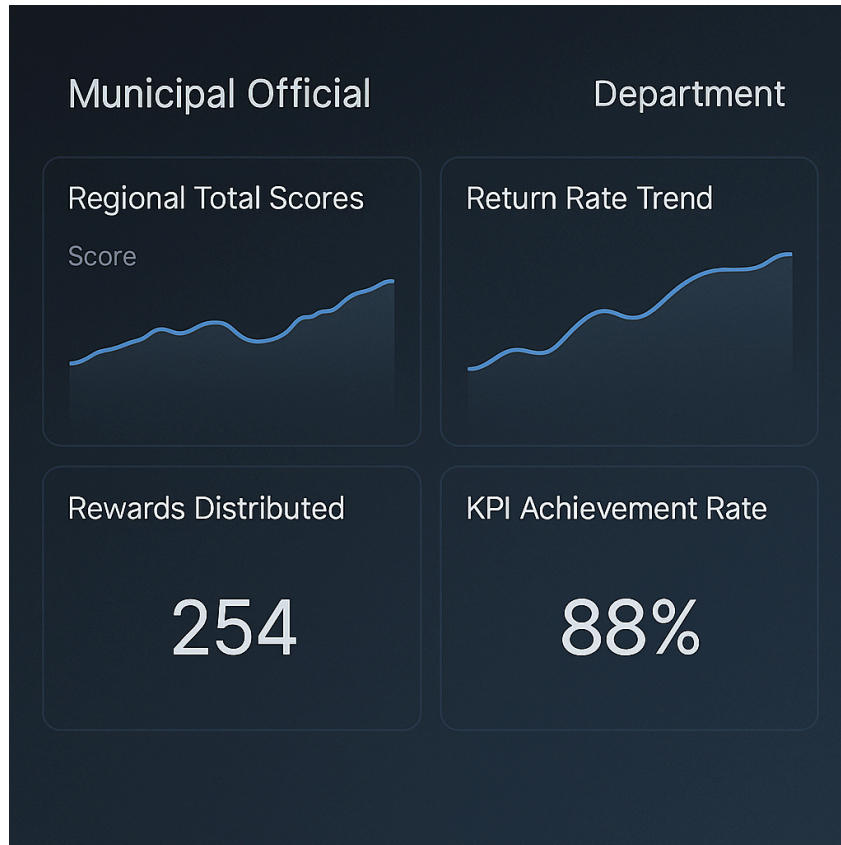 Municipal Official
Department
Regional Total Scores
Score
Return Rate Trend
Rewards Distributed
254
KPI Achievement Rate
88%